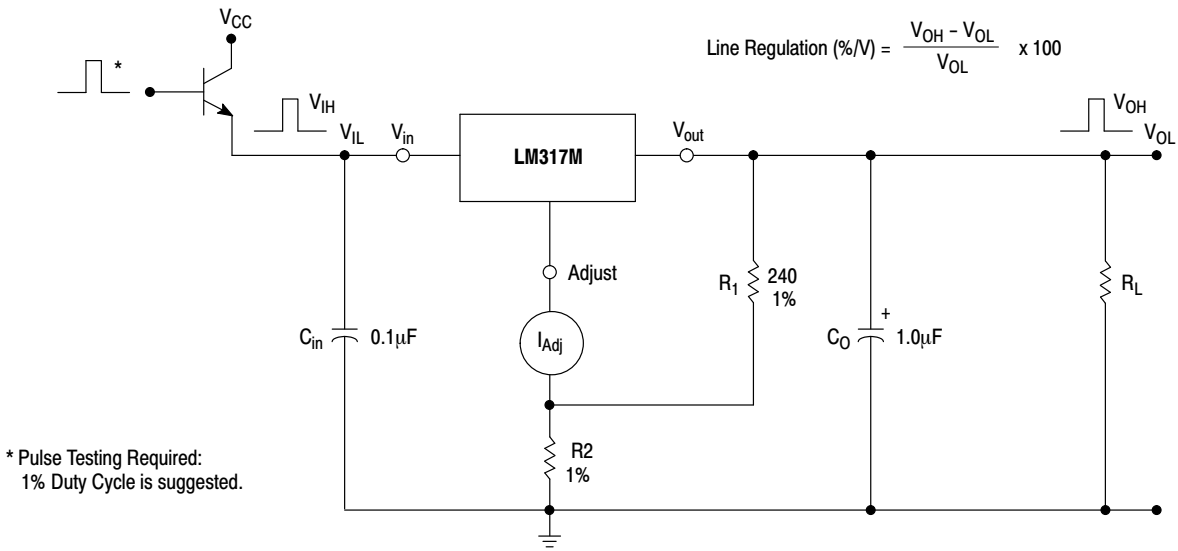 V_CC
Line Regulation (%/V) = V_OH – V_OL / V_OL x 100
*
V_IH
V_IL
V_in
LM317M
V_out
V_OH
V_OL
Adjust
R_1
240
1%
R_L
C_in
0.1μF
I_Adj
C_O
+
1.0μF
R2
1%
* Pulse Testing Required:
1% Duty Cycle is suggested.